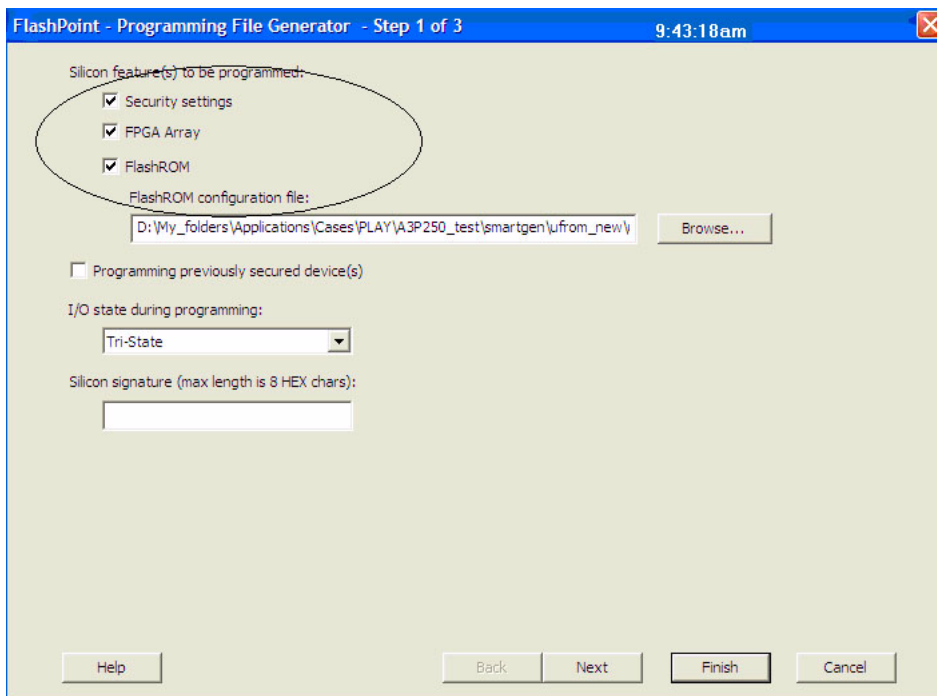 FlashPoint - Programming File Generator - Step 1 of 3 9:43:18am
Silicon feature(s) to be programmed:
Security settings
FPGA Array
FlashROM
FlashROM configuration file:
D:\My_folders\Applications\Cases\PLAY\A3P250_test\smartgen\ufrom_new\
Browse...
Programming previously secured device(s)
I/O state during programming:
Tri-State
Silicon signature (max length is 8 HEX chars):
Help Back Next Finish Cancel